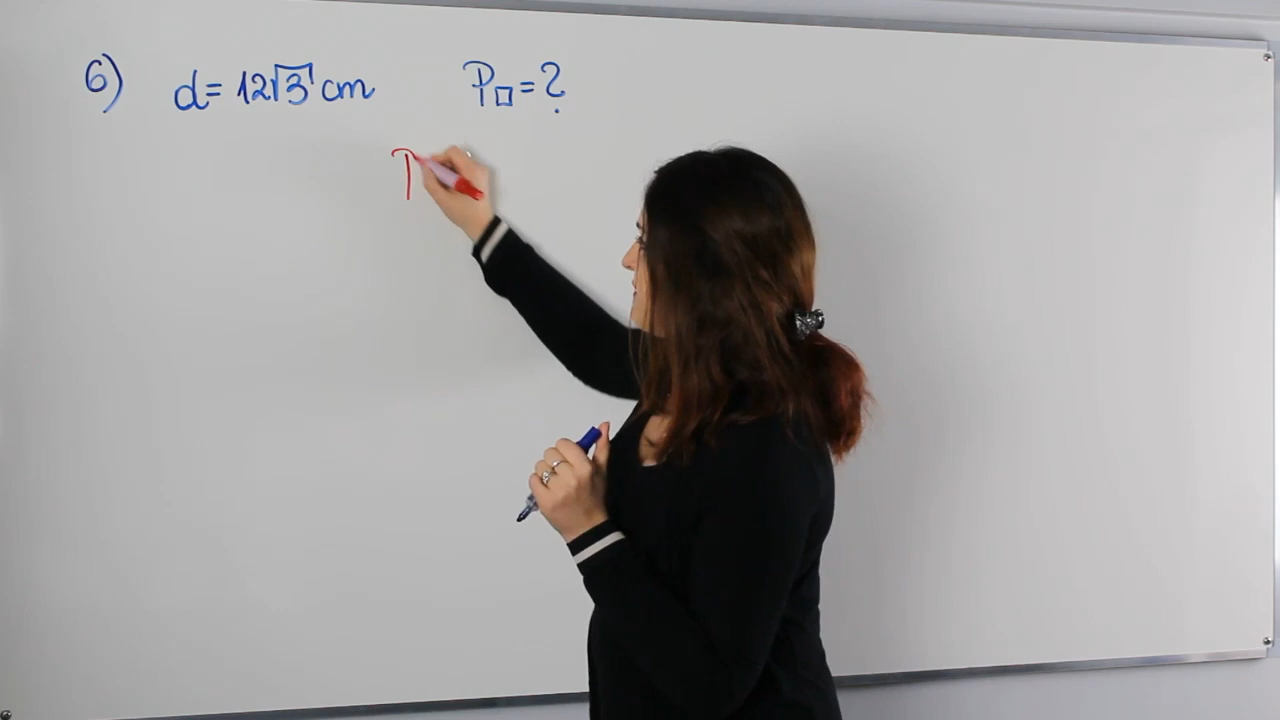 6) d = 12√3 cm P□ = ?